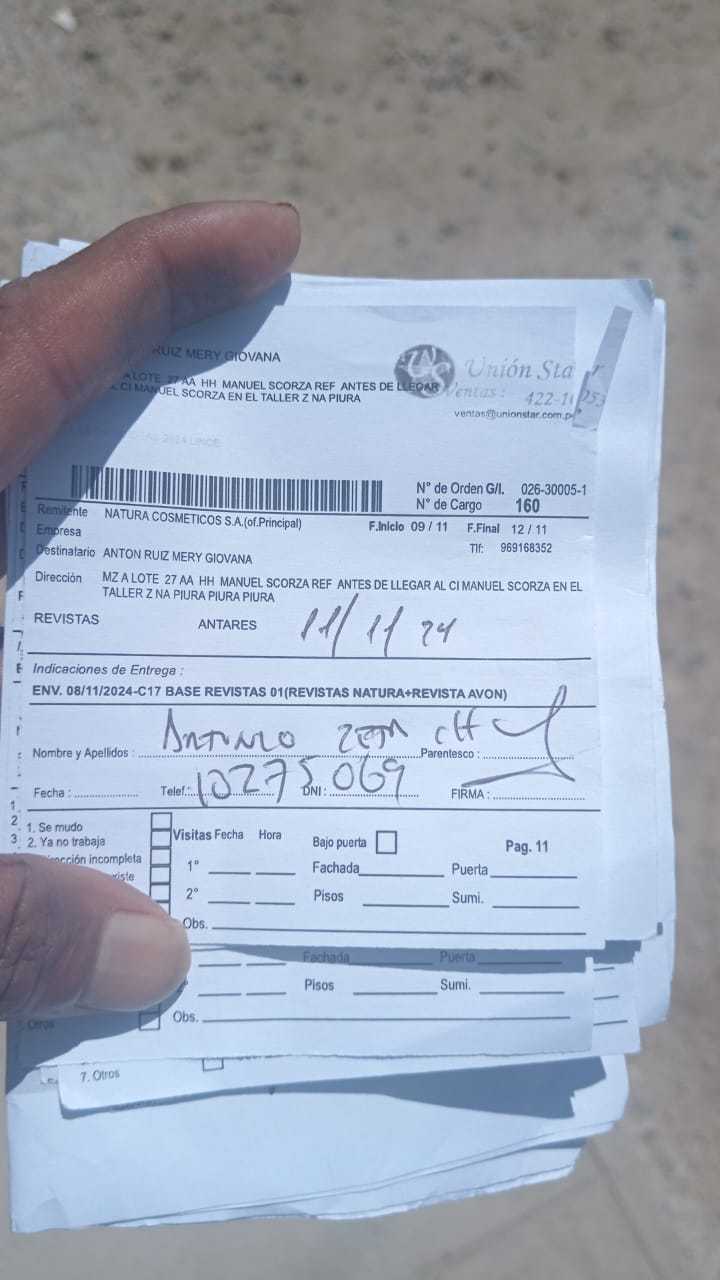 RUIZ MERY GIOVANA
A LOTE 27 AA HH MANUEL SCORZA REF ANTES DE LLEGAR
AL CI MANUEL SCORZA EN EL TALLER Z NA PIURA
Unión Sta
Ventas : 422-1
253
ventas@unionstar.com.pe
N° de Orden G/I. 026-30005-1
N° de Cargo 160
Remitente NATURA COSMETICOS S.A.(of.Principal)
F.Inicio 09 / 11 F.Final 12 / 11
Empresa
Tlf: 969168352
Destinatario ANTON RUIZ MERY GIOVANA
Dirección MZ A LOTE 27 AA HH MANUEL SCORZA REF ANTES DE LLEGAR AL CI MANUEL SCORZA EN EL
TALLER Z NA PIURA PIURA PIURA
REVISTAS ANTARES 11/11 24
Indicaciones de Entrega :
ENV. 08/11/2024-C17 BASE REVISTAS 01(REVISTAS NATURA+REVISTA AVON)
Nombre y Apellidos : Parentesco :
Fecha : Telef.: 10275069 DNI : FIRMA :
1. Se mudo
2. Ya no trabaja
ección incompleta
xiste
Visitas Fecha Hora
1°
2°
Obs.
Bajo puerta
Fachada Puerta
Pisos Sumi.
Pag. 11
Fachada Puerta
Pisos Sumi.
Obs.
Otros
7. Otros